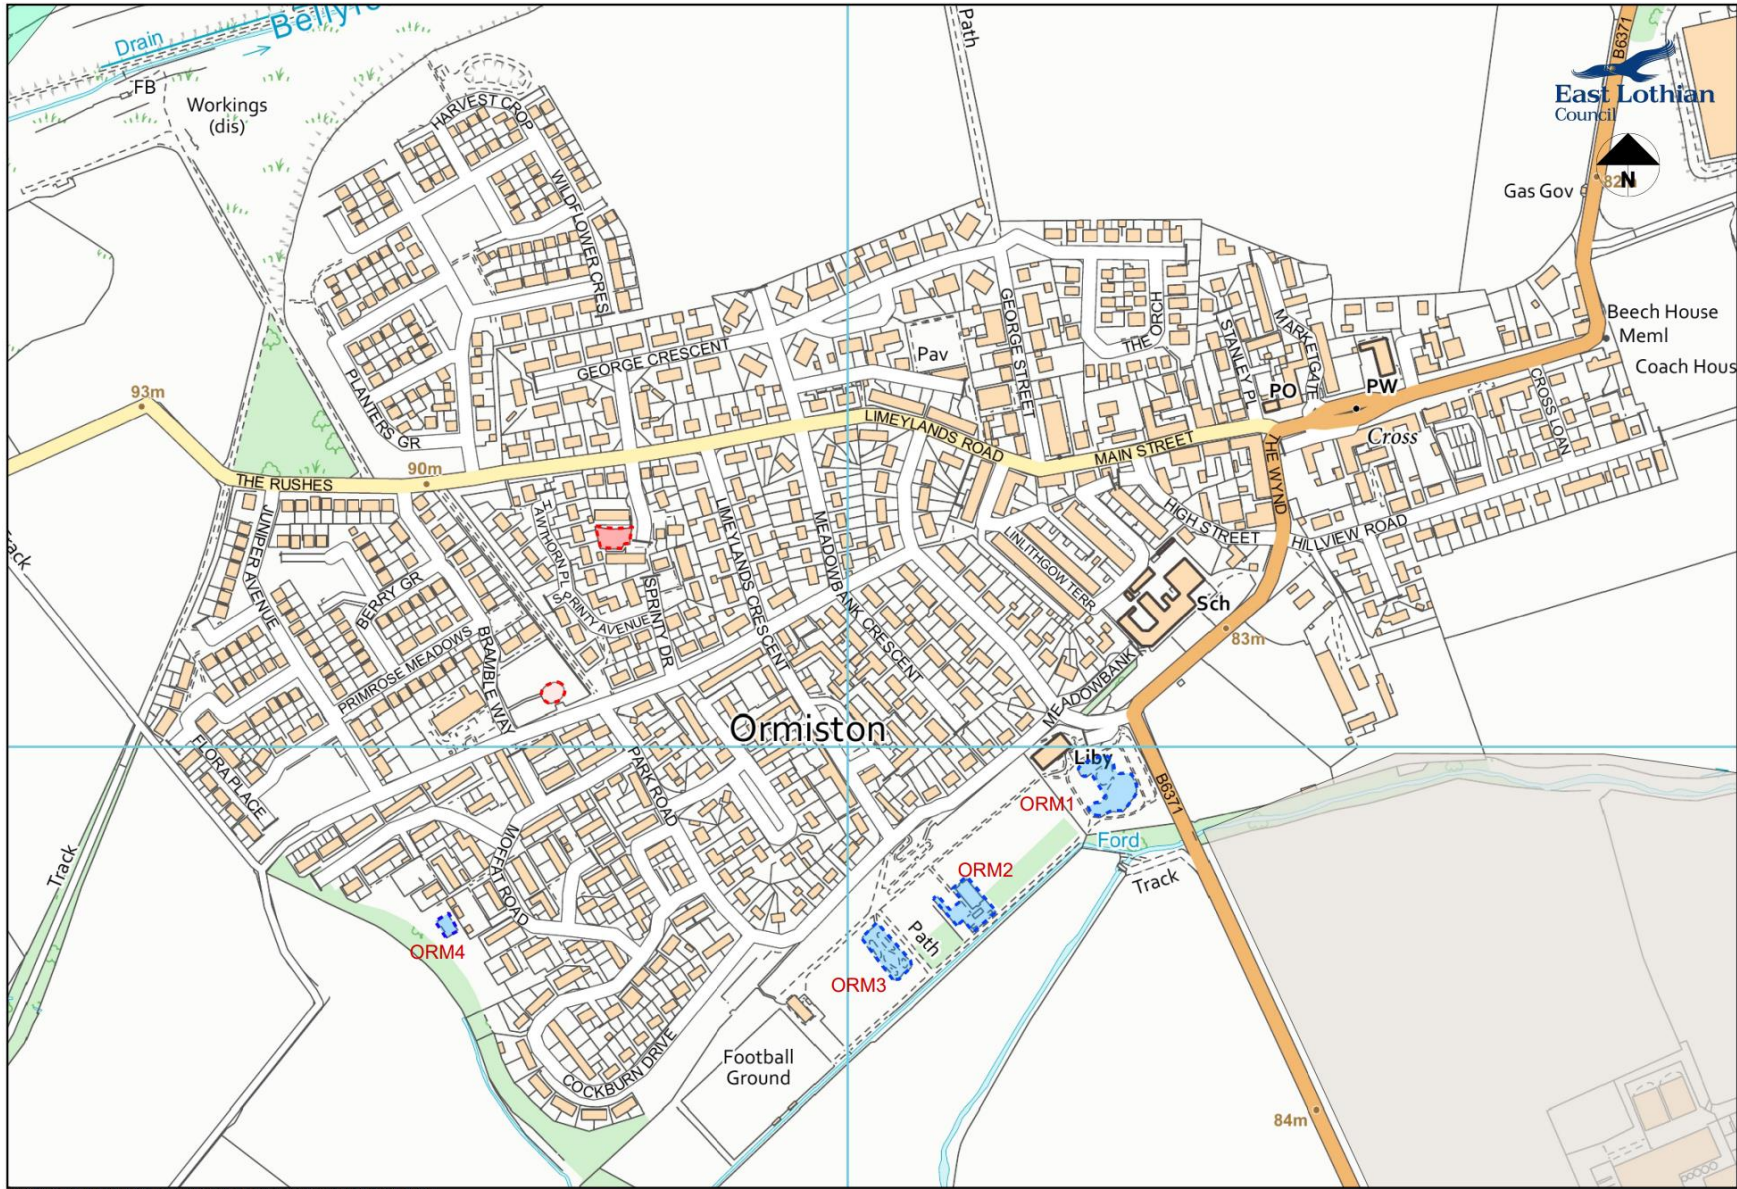 Drain
FB
Workings
(dis)
Path
B6371
East Lothian
Council
N
Gas Gov
HARVEST CROP
WILDFLOWER CRES
Beech House
Meml
Coach Hous
GEORGE CRESCENT
Pav
GEORGE STREET
THE ORCH
STANLEY PL
MARKETGATE
PO
PW
Cross
CROSS LOAN
93m
PLANTERS GR
90m
THE RUSHES
LIMEYLANDS ROAD
MAIN STREET
THE WYND
HIGH STREET
HILLVIEW ROAD
Track
JUNIPER AVENUE
BERRY GR
PRIMROSE MEADOWS
BRAMBLE WAY
HAWTHORN PL
SPRINTY AVENUE
SPRINTY DR
LIMEYLANDS CRESCENT
MEADOWBANK CRESCENT
LINLITHGOW TERR
Sch
83m
MEADOWBANK
Ormiston
FLORA PLACE
PARK ROAD
MOFFAT ROAD
Liby
ORM1
B6371
Ford
Track
Track
ORM2
Path
ORM3
ORM4
COCKBURN DRIVE
Football
Ground
84m